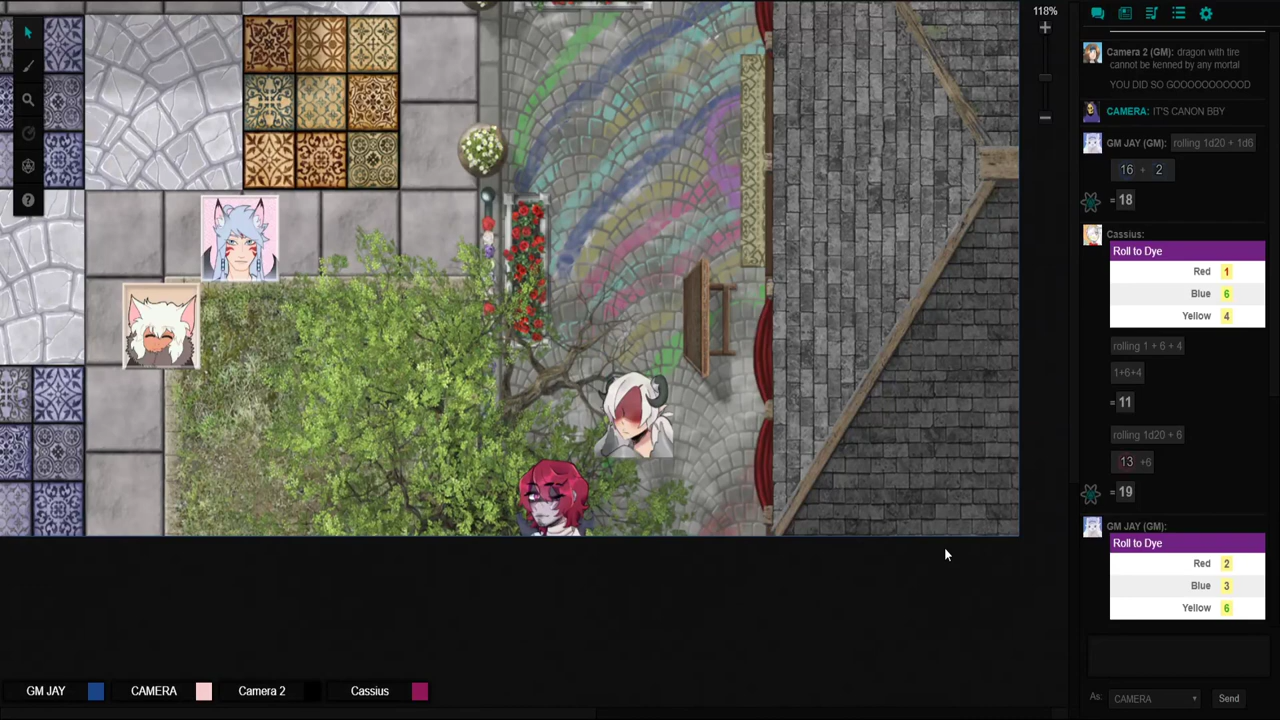 118%
Camera 2 (GM): dragon with tire
cannot be kenned by any mortal
YOU DID SO GOOOOOOOOOD
CAMERA: IT'S CANON BBY
GM JAY (GM): rolling 1d20 + 1d6
16 + 2
= 18
Cassius:
Roll to Dye
Red 1
Blue 6
Yellow 4
rolling 1 + 6 + 4
1+6+4
= 11
rolling 1d20 + 6
13 +6
= 19
GM JAY (GM):
Roll to Dye
Red 2
Blue 3
Yellow 6
As: CAMERA Send
GM JAY CAMERA Camera 2 Cassius